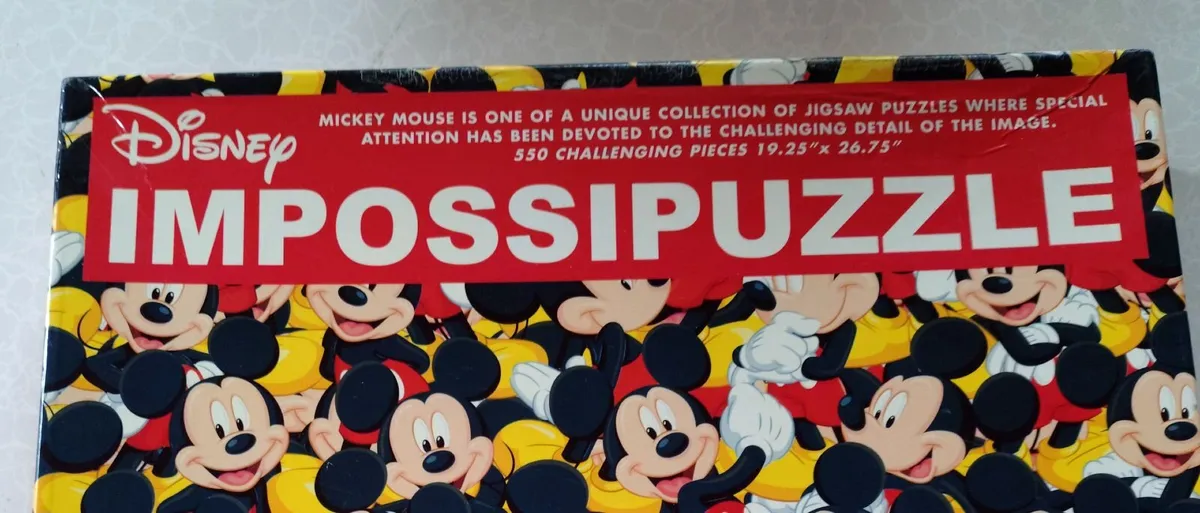 Disney
MICKEY MOUSE IS ONE OF A UNIQUE COLLECTION OF JIGSAW PUZZLES WHERE SPECIAL
ATTENTION HAS BEEN DEVOTED TO THE CHALLENGING DETAIL OF THE IMAGE.
550 CHALLENGING PIECES 19.25"x 26.75"
IMPOSSIPUZZLE